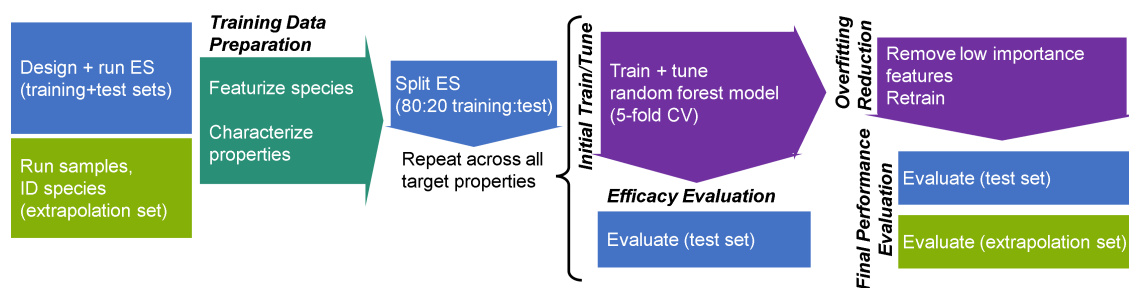 Design + run ES
(training+test sets)
Run samples,
ID species
(extrapolation set)
Training Data
Preparation
Featurize species
Characterize
properties
Split ES
(80:20 training:test)
Repeat across all
target properties
Initial Train/Tune
Train + tune
random forest model
(5-fold CV)
Efficacy Evaluation
Evaluate (test set)
Overfitting
Reduction
Remove low importance
features
Retrain
Final Performance
Evaluation
Evaluate (test set)
Evaluate (extrapolation set)